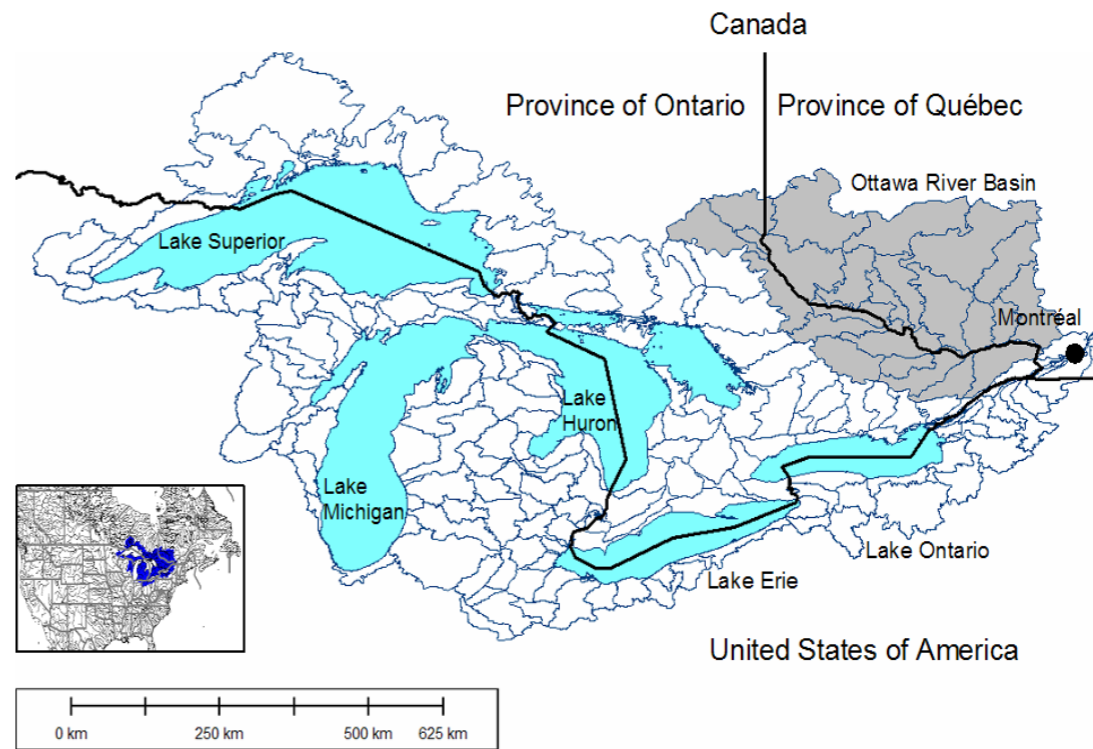 Canada
Province of Ontario
Province of Québec
Ottawa River Basin
Lake Superior
Montréal
Lake
Huron
Lake
Michigan
Lake Ontario
Lake Erie
United States of America
0 km
250 km
500 km
625 km